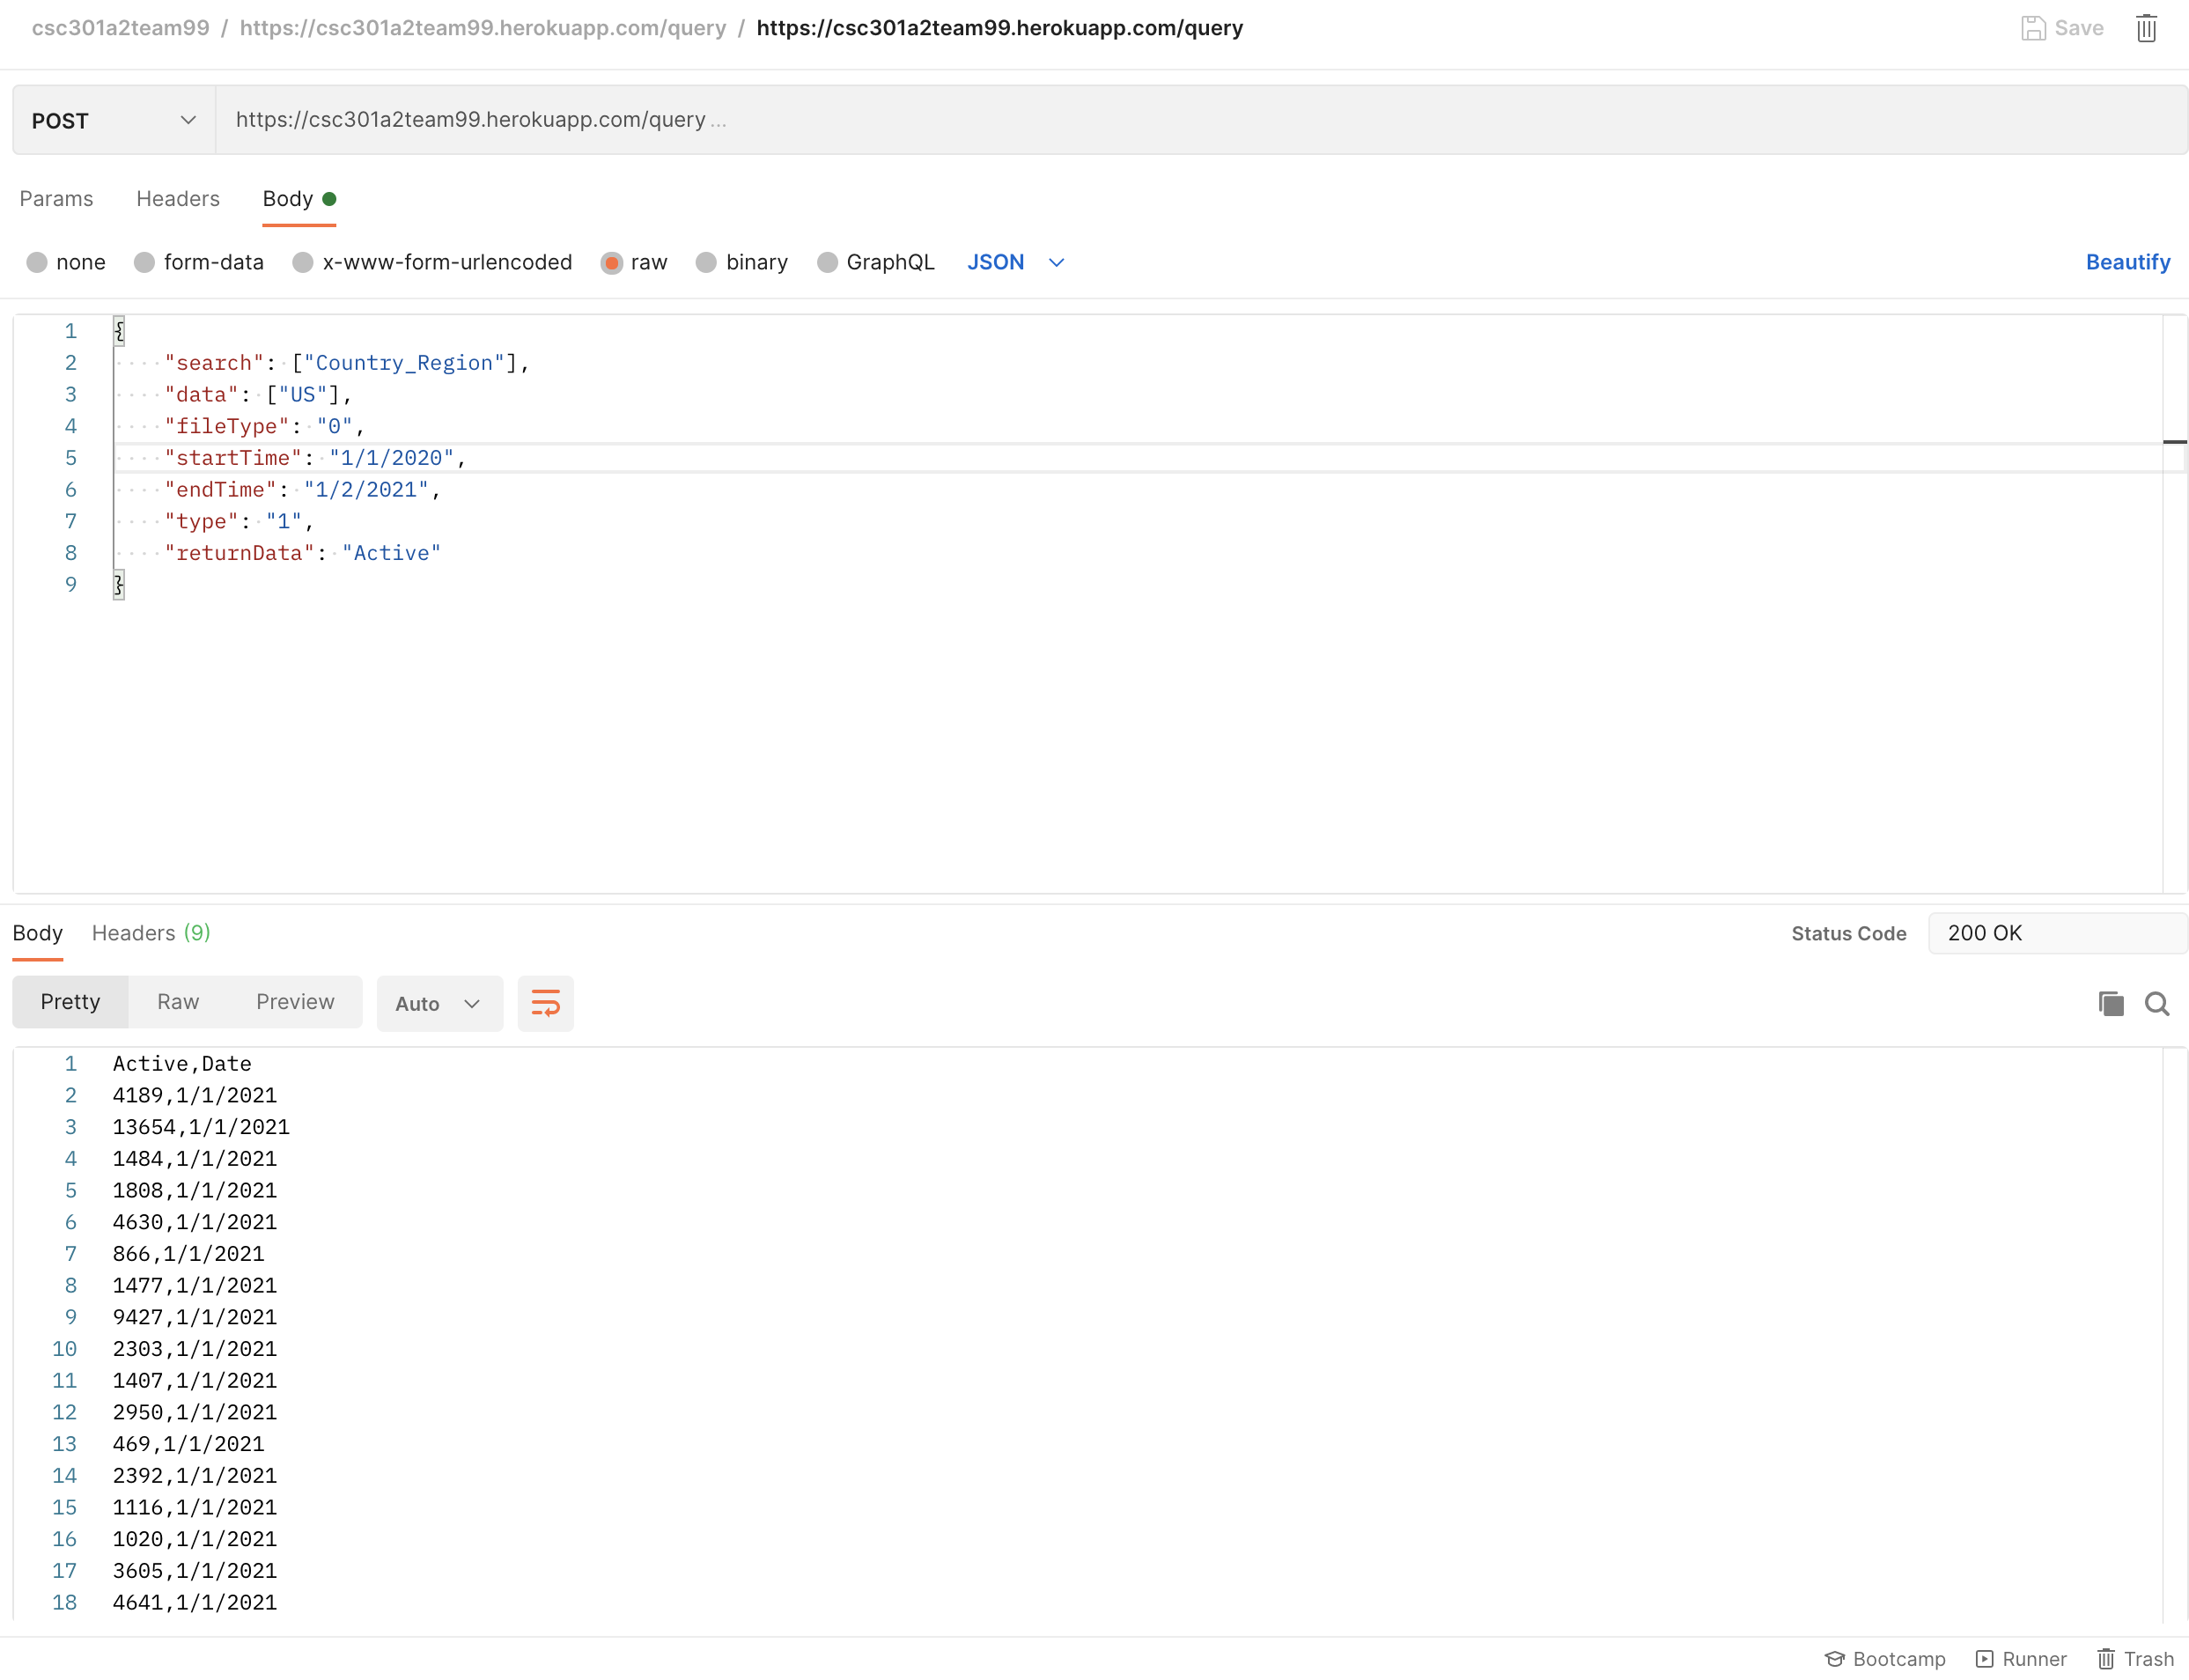 csc301a2team99 / https://csc301a2team99.herokuapp.com/query / https://csc301a2team99.herokuapp.com/query Save
POST https://csc301a2team99.herokuapp.com/query ...
Params Headers Body
none form-data x-www-form-urlencoded raw binary GraphQL JSON Beautify
1 {
2 "search": ["Country_Region"],
3 "data": ["US"],
4 "fileType": "0",
5 "startTime": "1/1/2020",
6 "endTime": "1/2/2021",
7 "type": "1",
8 "returnData": "Active"
9 }
Body Headers (9) Status Code 200 OK
Pretty Raw Preview Auto
1 Active,Date
2 4189,1/1/2021
3 13654,1/1/2021
4 1484,1/1/2021
5 1808,1/1/2021
6 4630,1/1/2021
7 866,1/1/2021
8 1477,1/1/2021
9 9427,1/1/2021
10 2303,1/1/2021
11 1407,1/1/2021
12 2950,1/1/2021
13 469,1/1/2021
14 2392,1/1/2021
15 1116,1/1/2021
16 1020,1/1/2021
17 3605,1/1/2021
18 4641,1/1/2021
Bootcamp Runner Trash